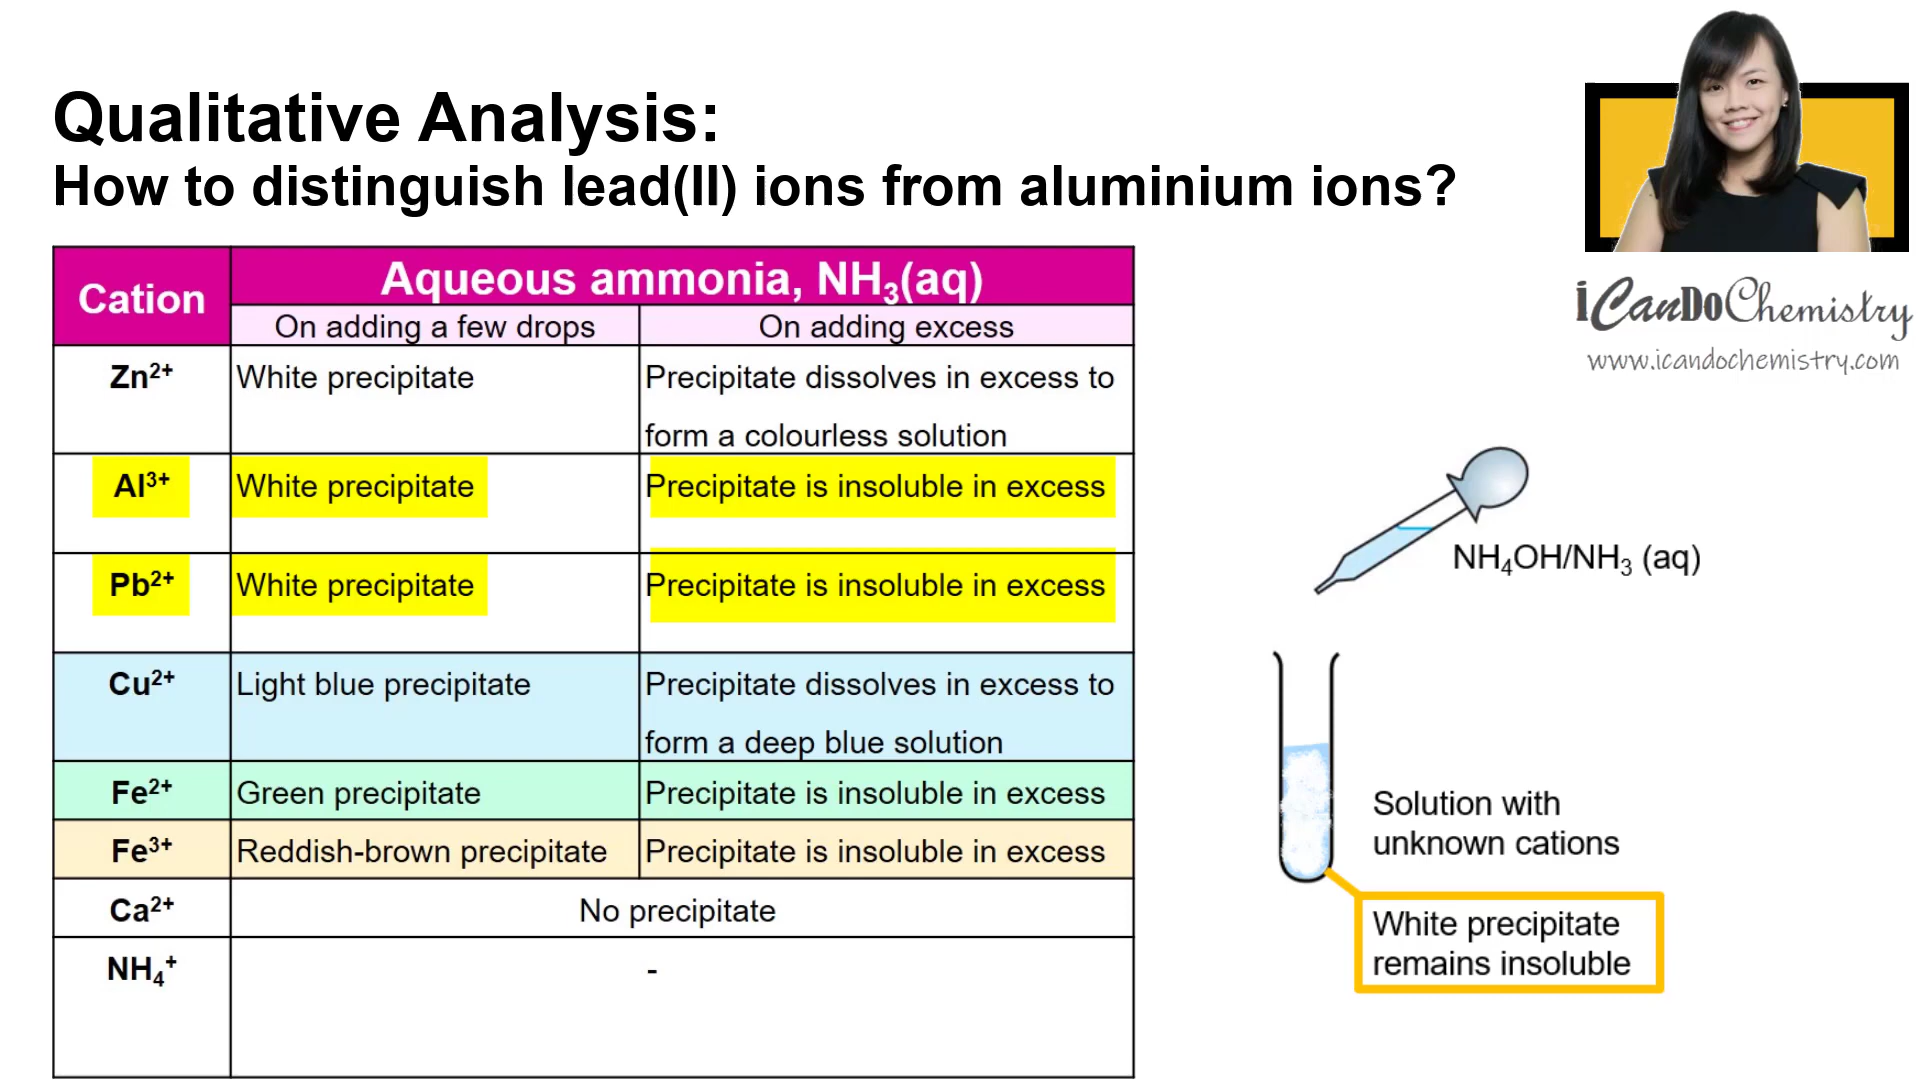 Qualitative Analysis:
How to distinguish lead(II) ions from aluminium ions?
iCanDoChemistry
www.icandochemistry.com
Cation
Aqueous ammonia, NH₃(aq)
On adding a few drops
On adding excess
Zn²⁺
White precipitate
Precipitate dissolves in excess to
form a colourless solution
Al³⁺
White precipitate
Precipitate is insoluble in excess
Pb²⁺
White precipitate
Precipitate is insoluble in excess
Cu²⁺
Light blue precipitate
Precipitate dissolves in excess to
form a deep blue solution
Fe²⁺
Green precipitate
Precipitate is insoluble in excess
Fe³⁺
Reddish-brown precipitate
Precipitate is insoluble in excess
Ca²⁺
No precipitate
NH₄⁺
-
NH₄OH/NH₃ (aq)
Solution with
unknown cations
White precipitate
remains insoluble